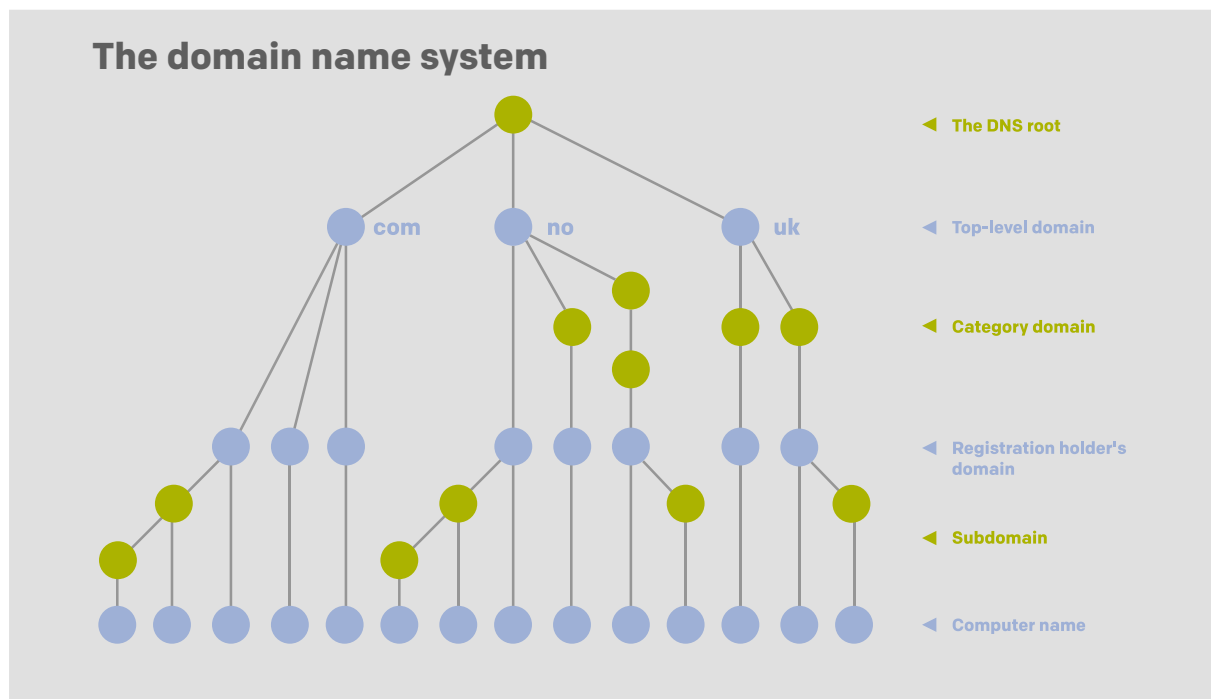 The domain name system
◄ The DNS root
com
no
uk
◄ Top-level domain
◄ Category domain
◄ Registration holder's
domain
◄ Subdomain
◄ Computer name